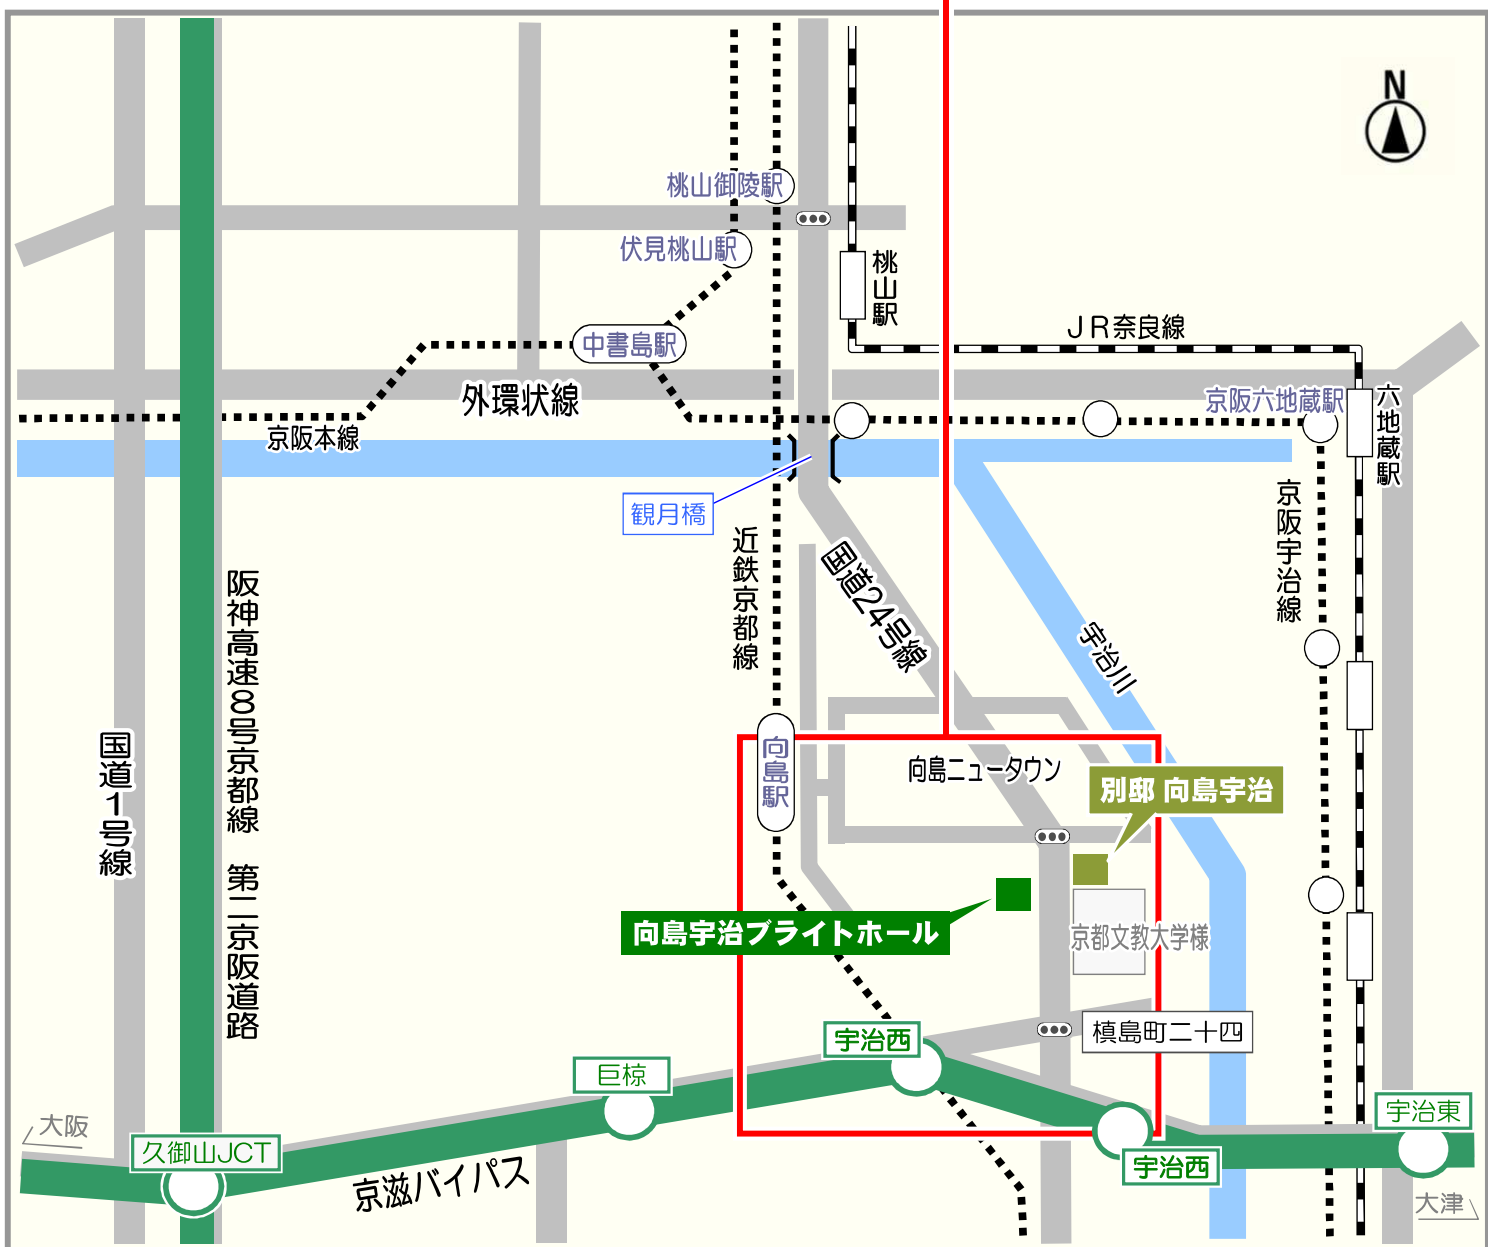 N
桃山御陵駅
伏見桃山駅
桃山駅
中書島駅
JR奈良線
外環状線
京阪六地蔵駅
六地蔵駅
京阪本線
観月橋
京阪宇治線
近鉄京都線
国道24号線
阪神高速8号京都線 第二京阪道路
宇治川
国道1号線
向島駅
向島ニュータウン
別邸 向島宇治
向島宇治ブライトホール
京都文教大学様
宇治西
槙島町二十四
巨椋
大阪
久御山JCT
宇治東
宇治西
京滋バイパス
大津